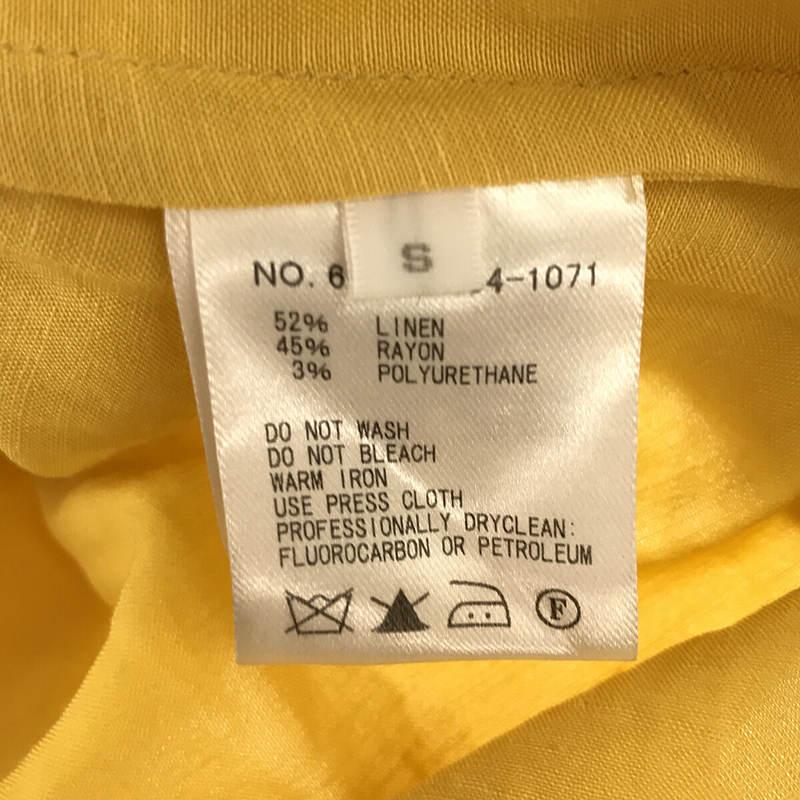 S
NO. 6 4-1071
52% LINEN
45% RAYON
3% POLYURETHANE
DO NOT WASH
DO NOT BLEACH
WARM IRON
USE PRESS CLOTH
PROFESSIONALLY DRYCLEAN:
FLUOROCARBON OR PETROLEUM
F